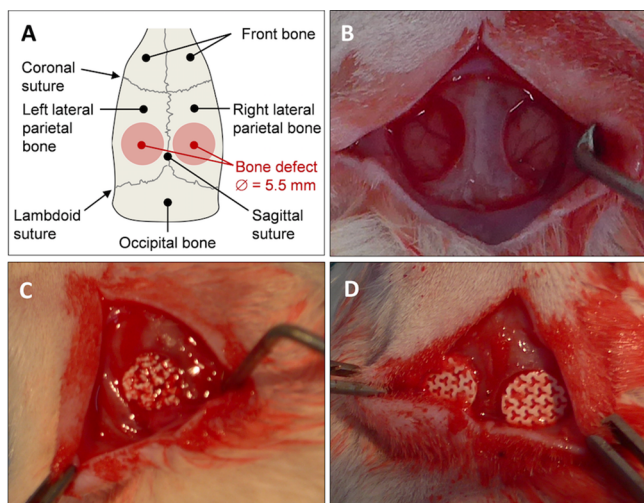 A
Front bone
Coronal
suture
Left lateral
parietal
bone
Right lateral
parietal bone
Bone defect
Ø = 5.5 mm
Lambdoid
suture
Sagittal
suture
Occipital bone
B
C
D